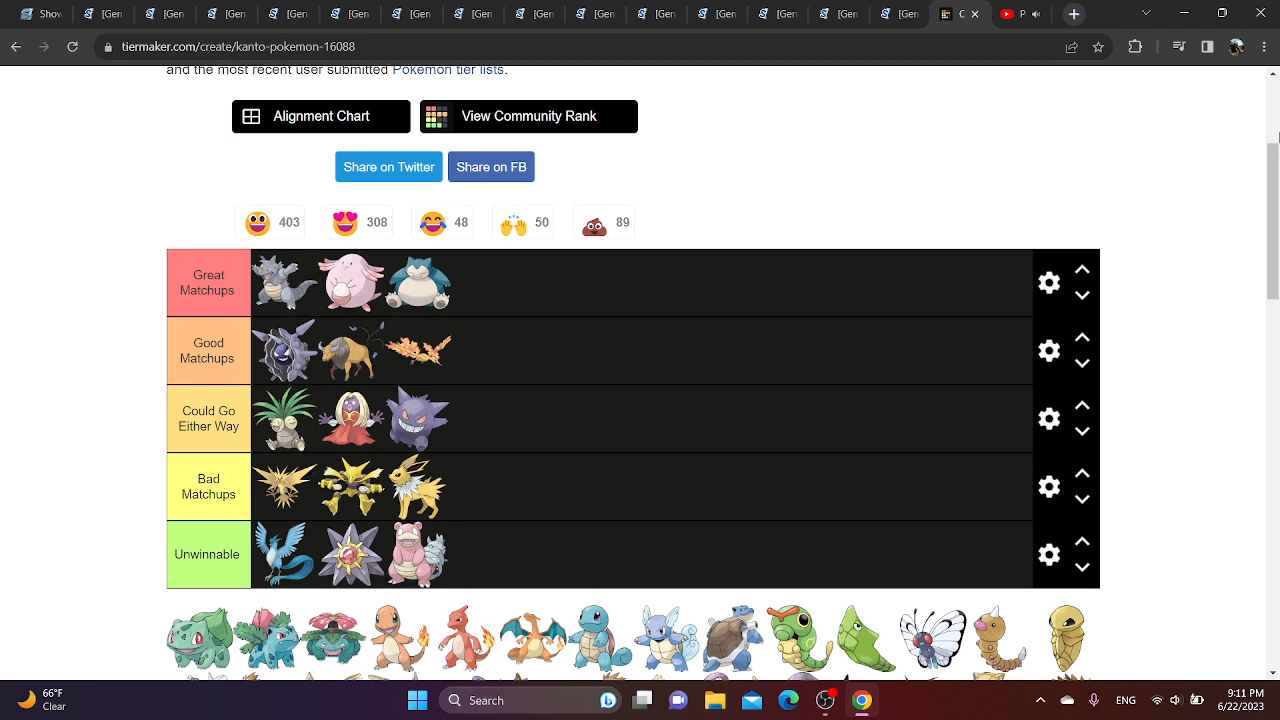 Show
[Gen
[Gen
[Gen
[Gen
[Gen
[Gen
[Gen
[Gen
[Gen
[Gen
[Gen
[Gen
[Gen
[Gen
C
P
tiermaker.com/create/kanto-pokemon-16088
and the most recent user submitted Pokemon tier lists.
Alignment Chart
View Community Rank
Share on Twitter
Share on FB
403
308
48
50
89
Great
Matchups
Good
Matchups
Could Go
Either Way
Bad
Matchups
Unwinnable
66°F
Clear
Search
ENG
9:11 PM
6/22/2023